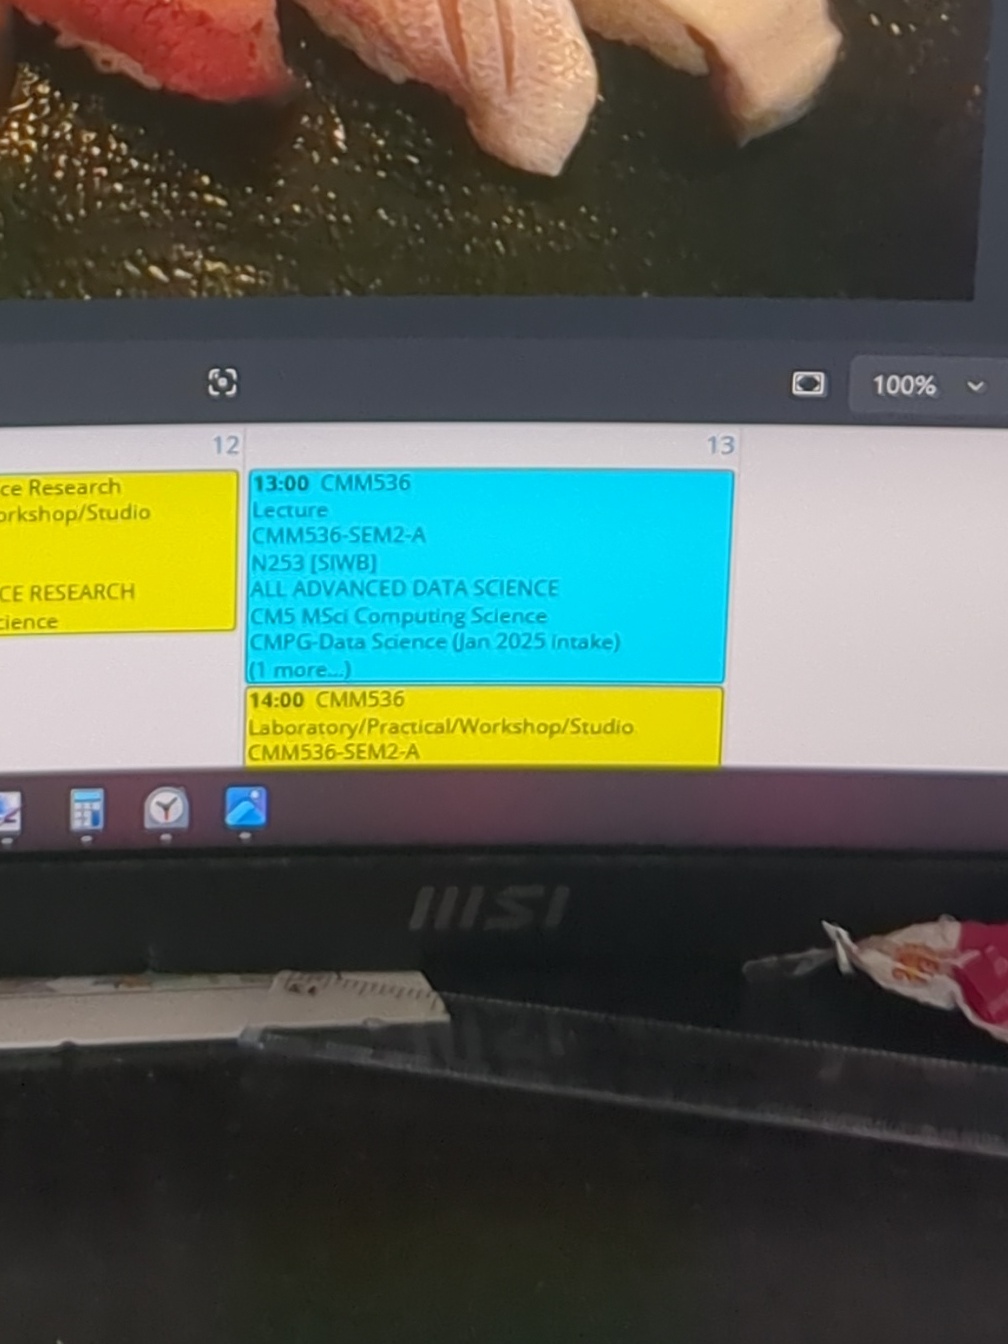 100%
12
13
ce Research
orkshop/Studio
CE RESEARCH
cience
13:00 CMM536
Lecture
CMM536-SEM2-A
N253 [SIWB]
ALL ADVANCED DATA SCIENCE
CM5 MSci Computing Science
CMPG-Data Science (Jan 2025 Intake)
(1 more...)
14:00 CMM536
Laboratory/Practical/Workshop/Studio
CMM536-SEM2-A
msi